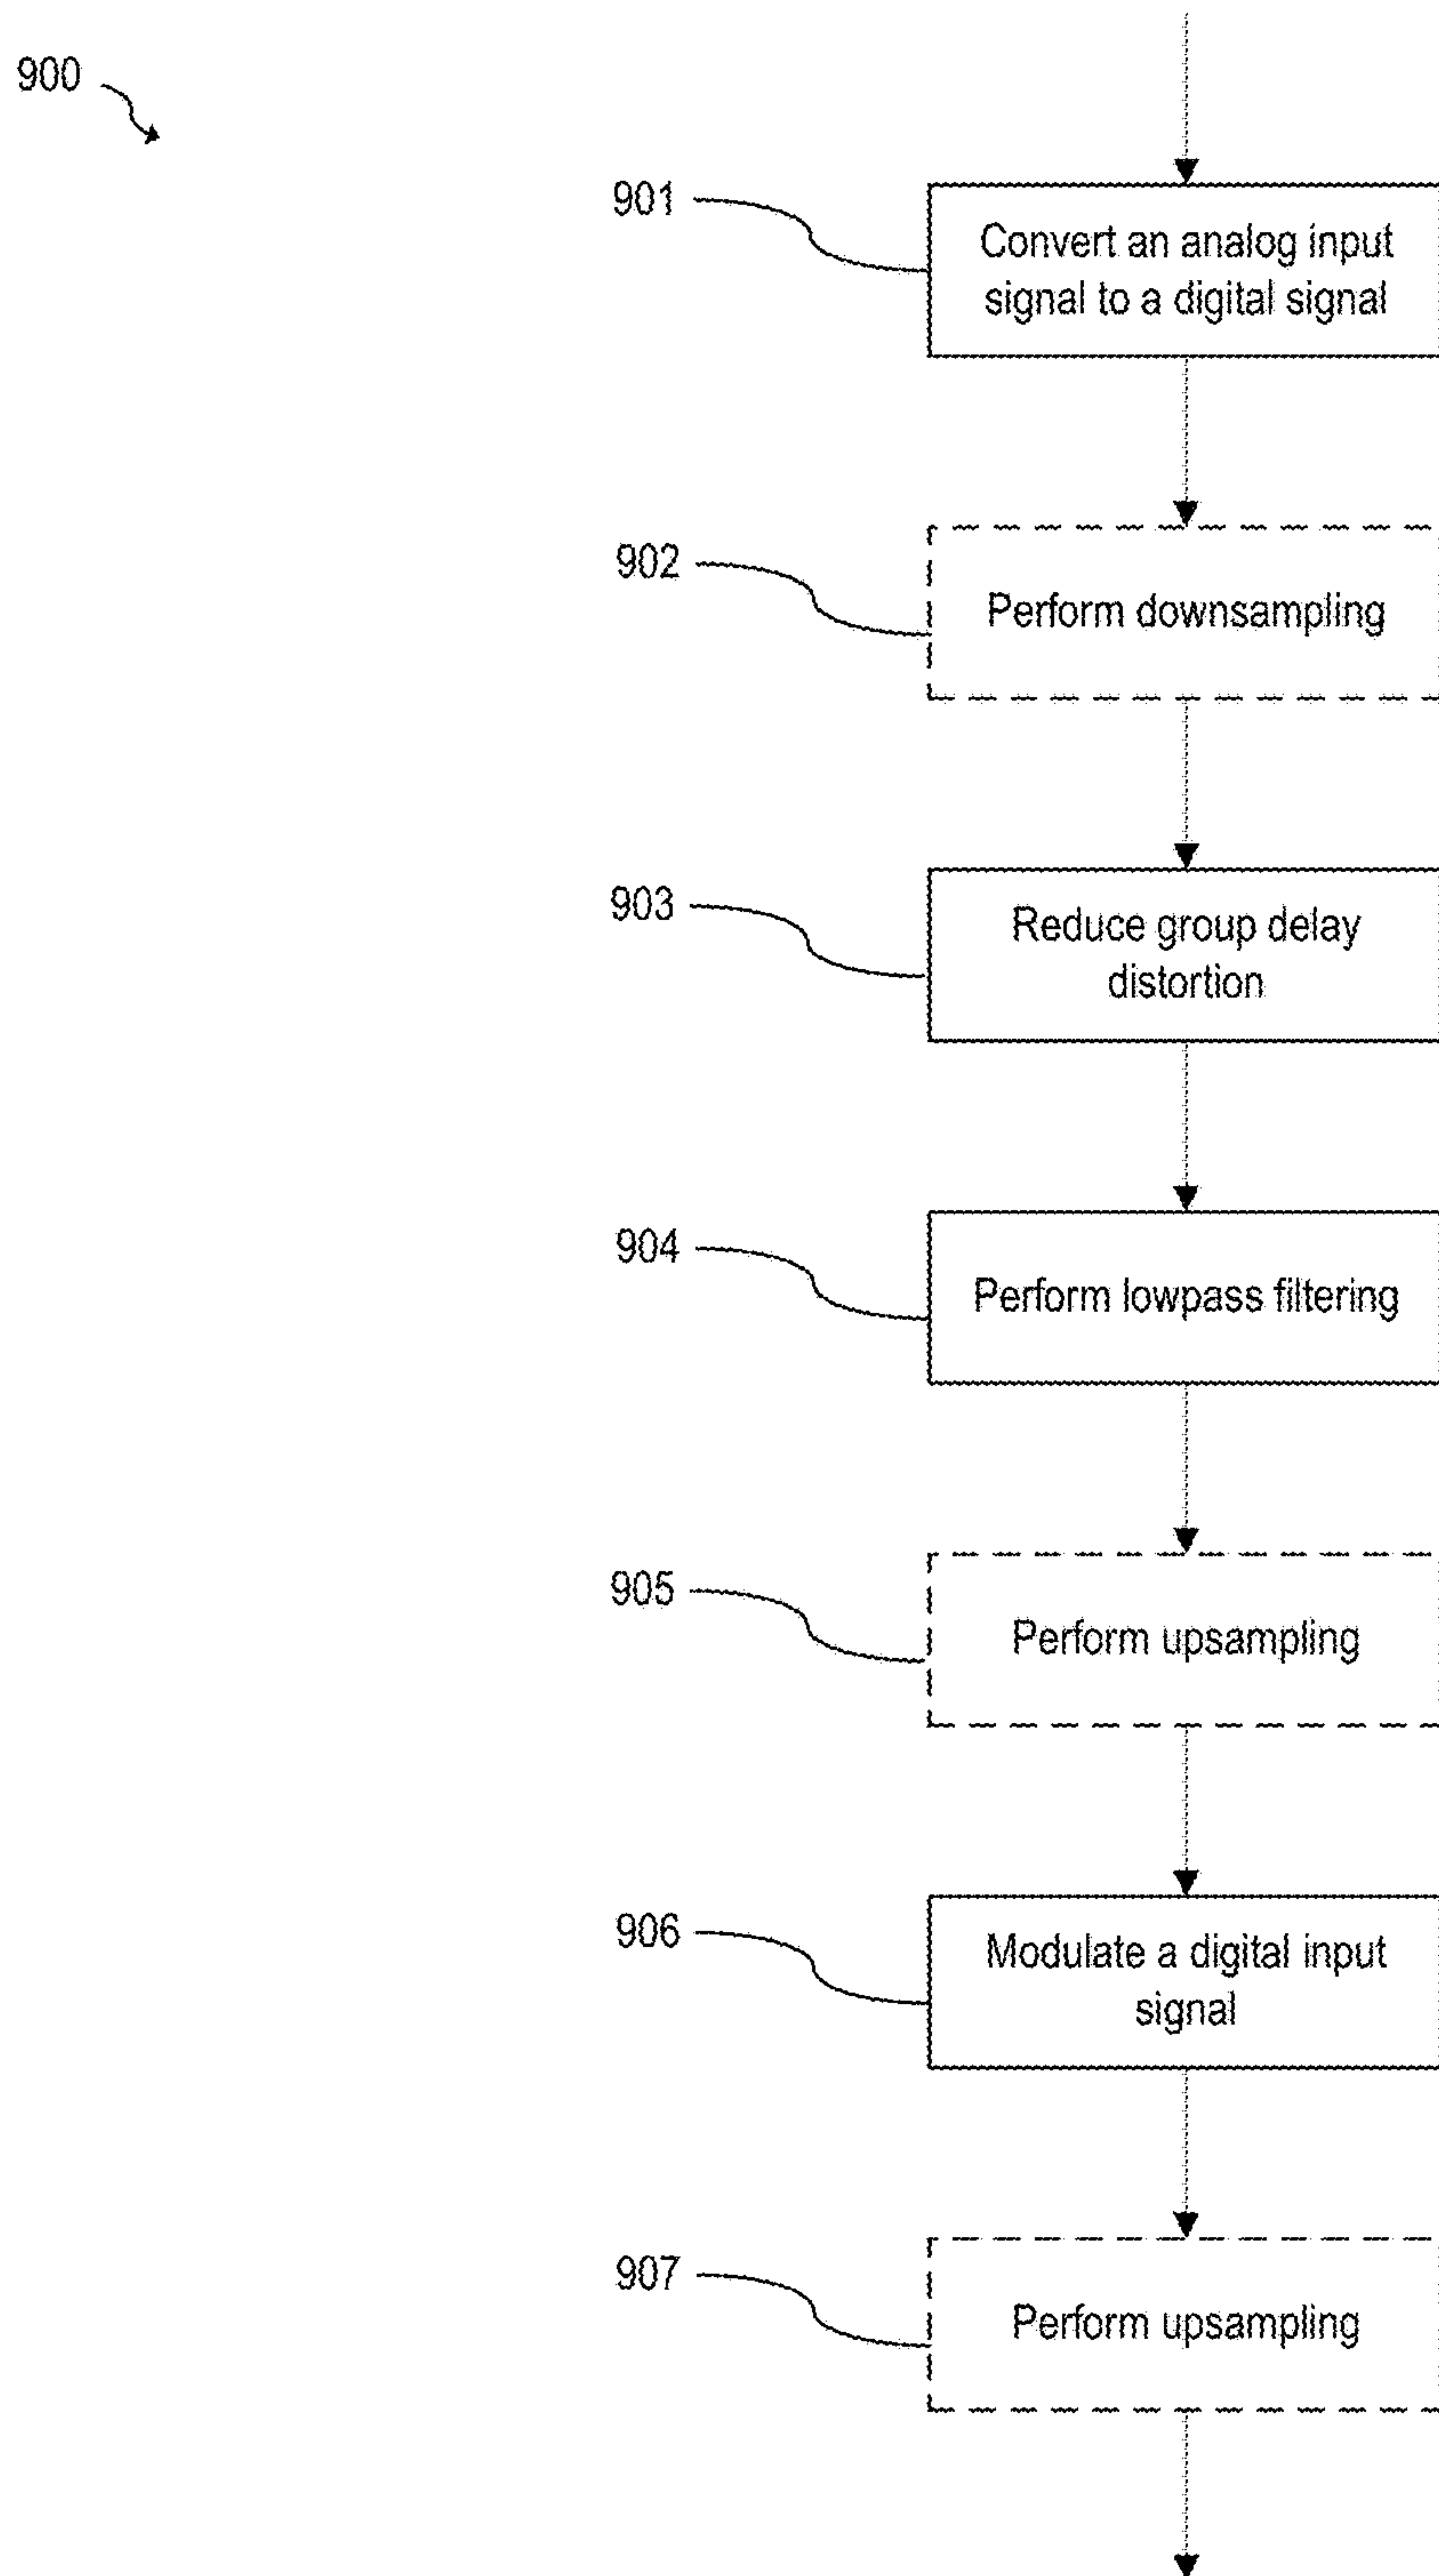 900
901
Convert an analog input
signal to a digital signal
902
Perform downsampling
903
Reduce group delay
distortion
904
Perform lowpass filtering
905
Perform upsampling
906
Modulate a digital input
signal
907
Perform upsampling